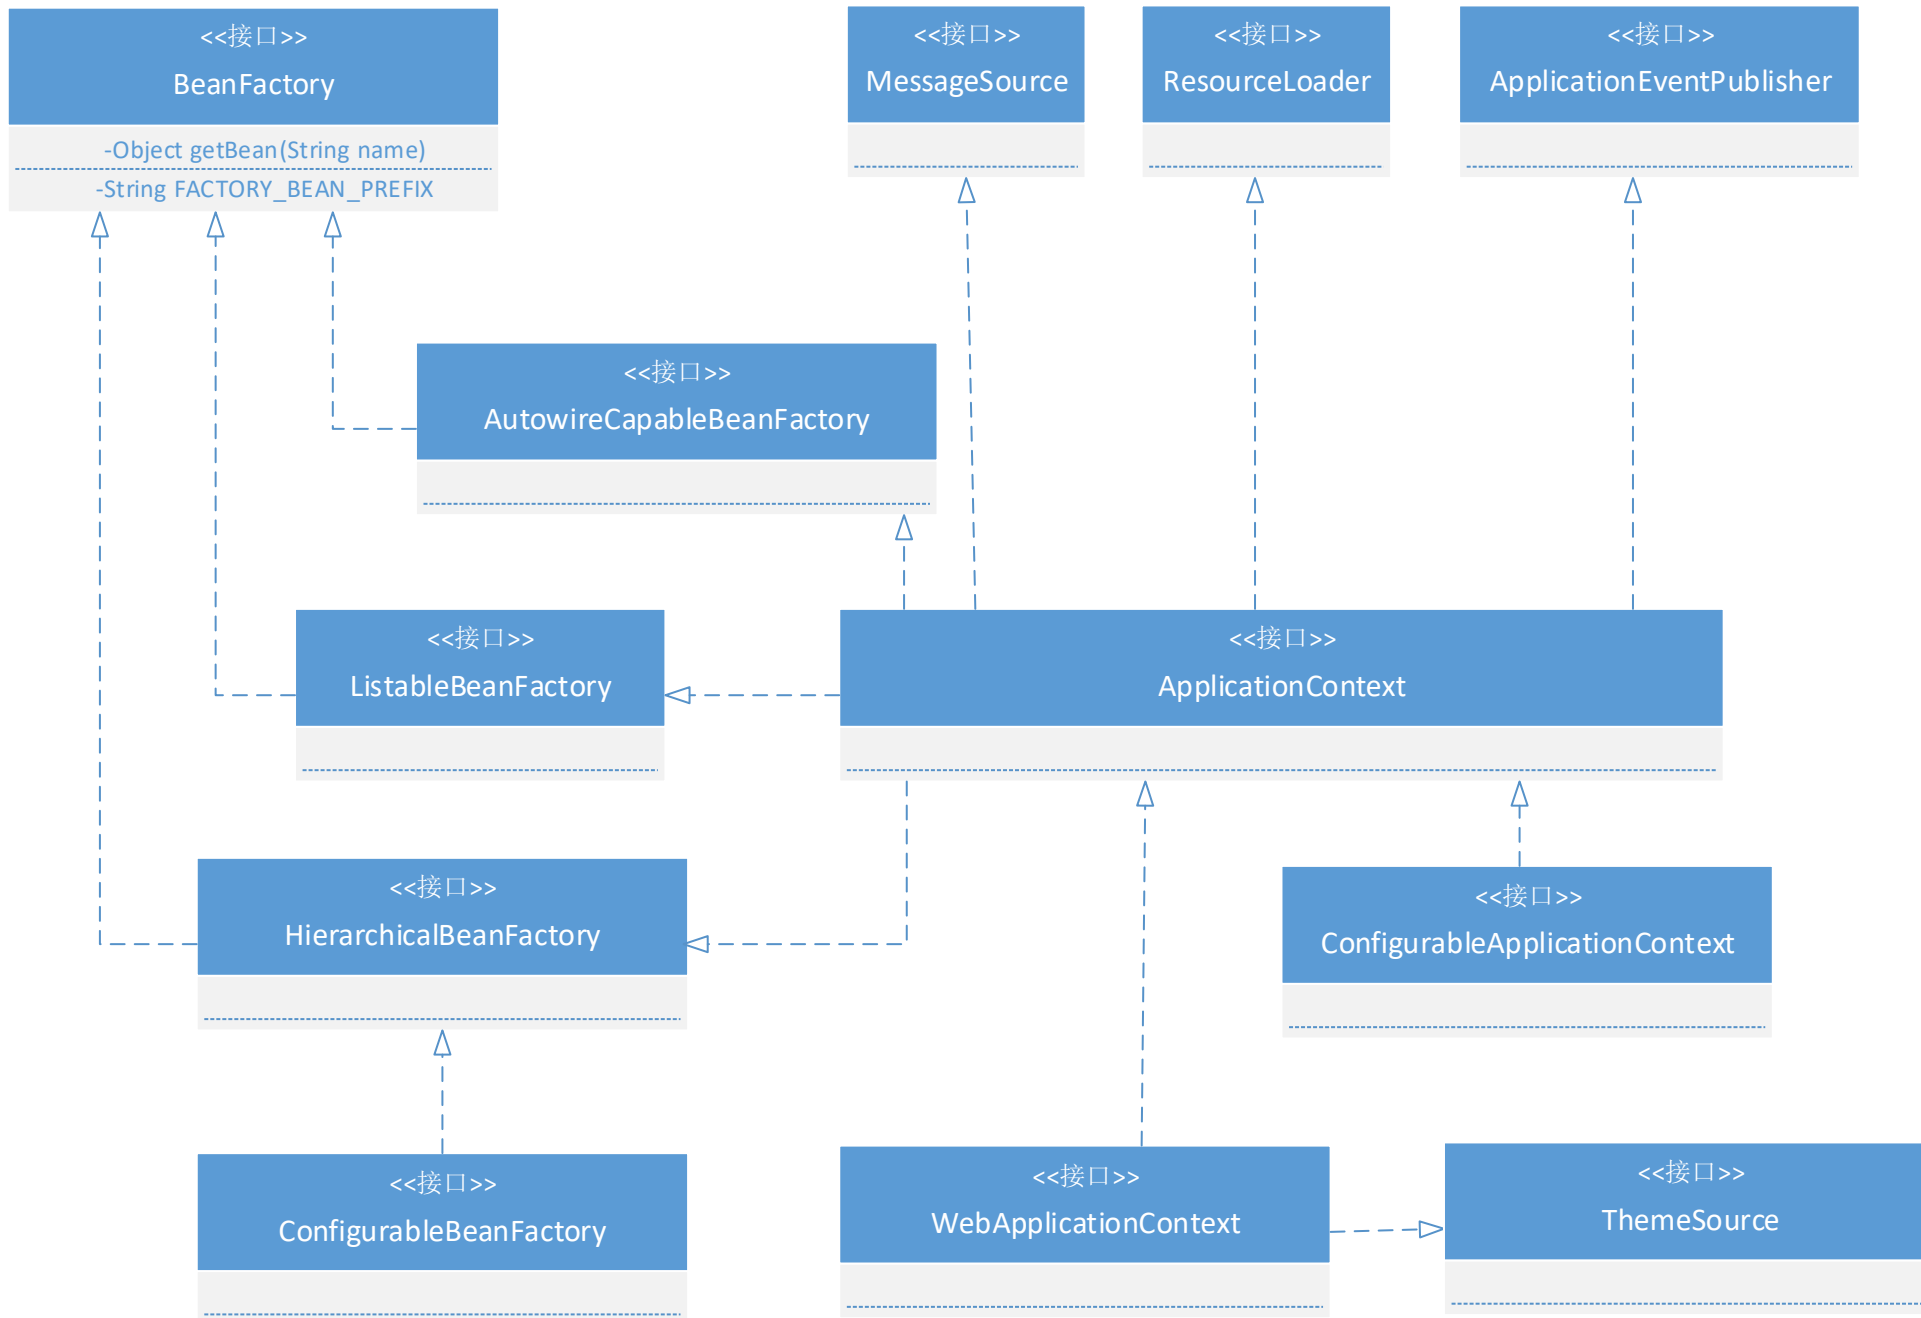 <<接口>>
BeanFactory
-Object getBean(String name)
-String FACTORY_BEAN_PREFIX
<<接口>>
MessageSource
<<接口>>
ResourceLoader
<<接口>>
ApplicationEventPublisher
<<接口>>
AutowireCapableBeanFactory
<<接口>>
ListableBeanFactory
<<接口>>
ApplicationContext
<<接口>>
HierarchicalBeanFactory
<<接口>>
ConfigurableApplicationContext
<<接口>>
ConfigurableBeanFactory
<<接口>>
WebApplicationContext
<<接口>>
ThemeSource